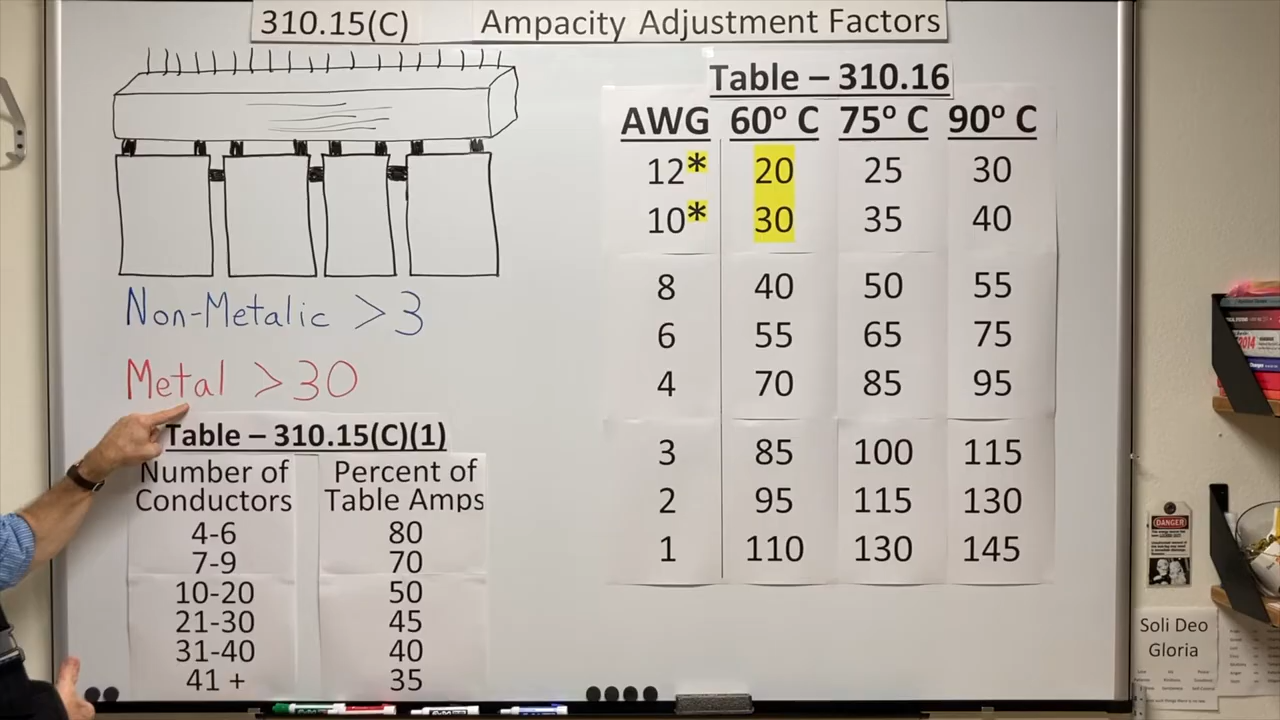 310.15(C)
Ampacity Adjustment Factors
Non-Metalic >3
Metal >30
Table – 310.15(C)(1)
Number of Conductors Percent of Table Amps
4-6 80
7-9 70
10-20 50
21-30 45
31-40 40
41 + 35
Table – 310.16
AWG 60º C 75º C 90º C
12* 20 25 30
10* 30 35 40
8 40 50 55
6 55 65 75
4 70 85 95
3 85 100 115
2 95 115 130
1 110 130 145
2014
DANGER
Soli Deo
Gloria